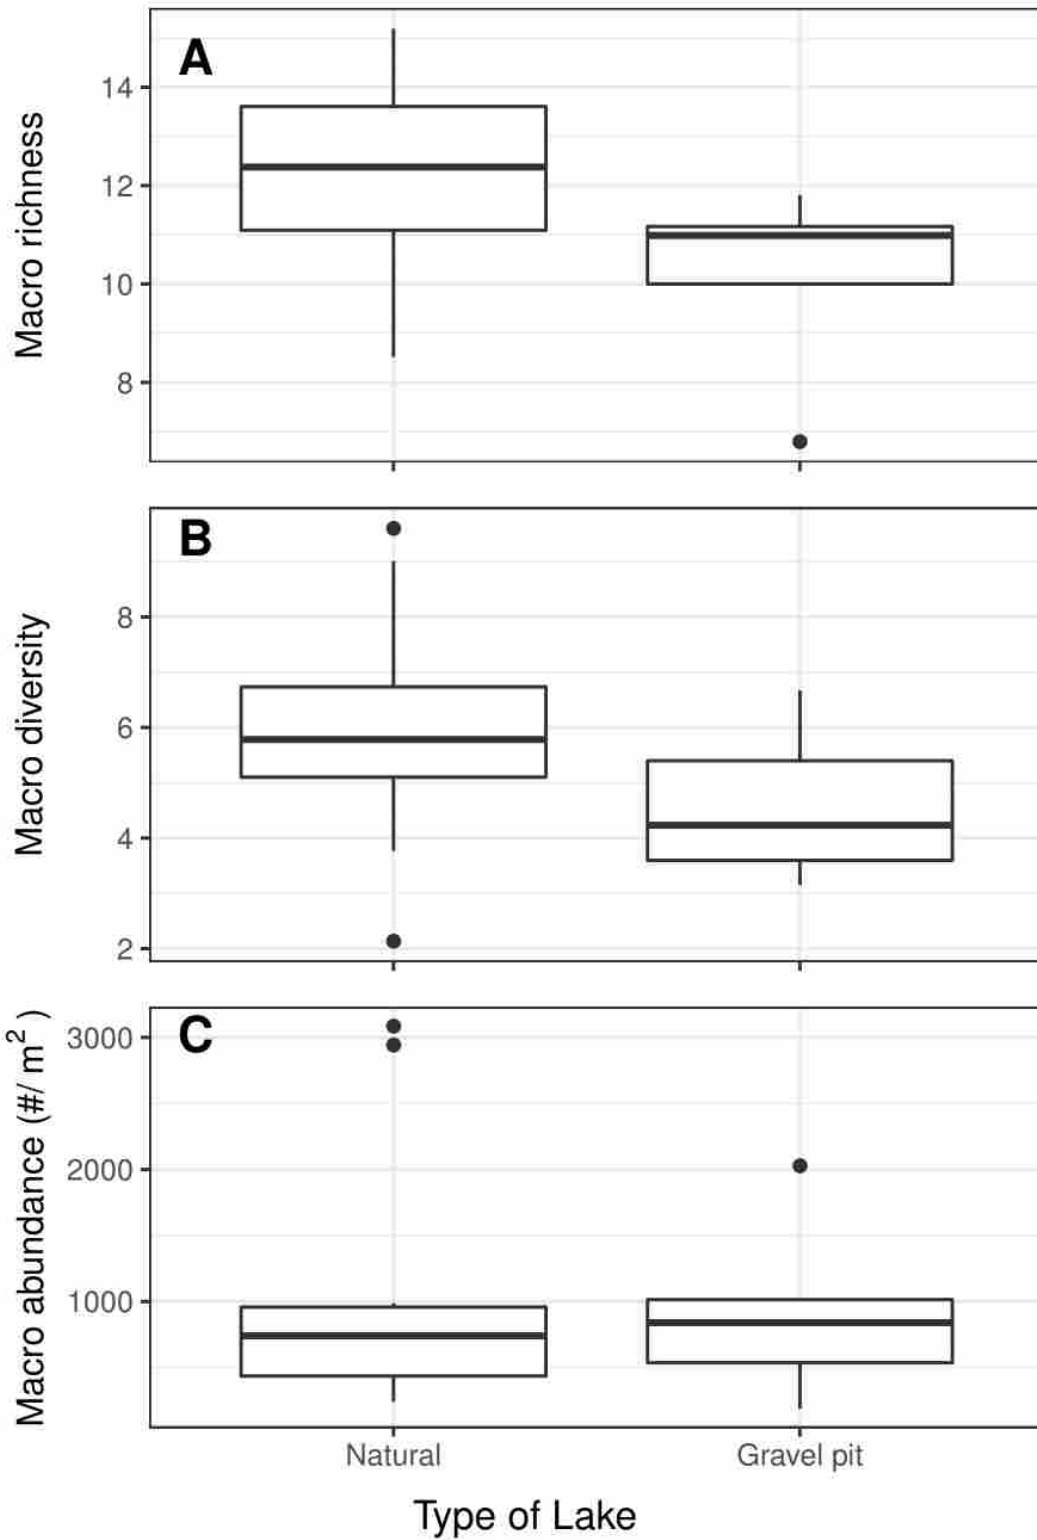 A
Macro richness
14
12
10
8
B
Macro diversity
8
6
4
2
C
Macro abundance (#/ m²)
3000
2000
1000
Natural Gravel pit
Type of Lake